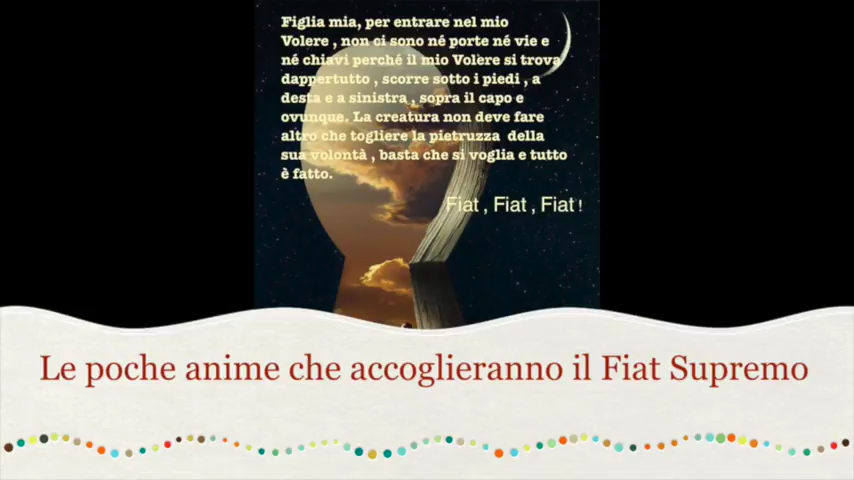 Figlia mia, per entrare nel mio
Volere , non ci sono né porte né vie e
né chiavi perché il mio Volere si trova
dappertutto , scorre sotto i piedi , a
desta e a sinistra , sopra il capo e
ovunque. La creatura non deve fare
altro che togliere la pietruzza della
sua volontà , basta che si voglia e tutto
è fatto.
Fiat , Fiat , Fiat !
Le poche anime che accoglieranno il Fiat Supremo